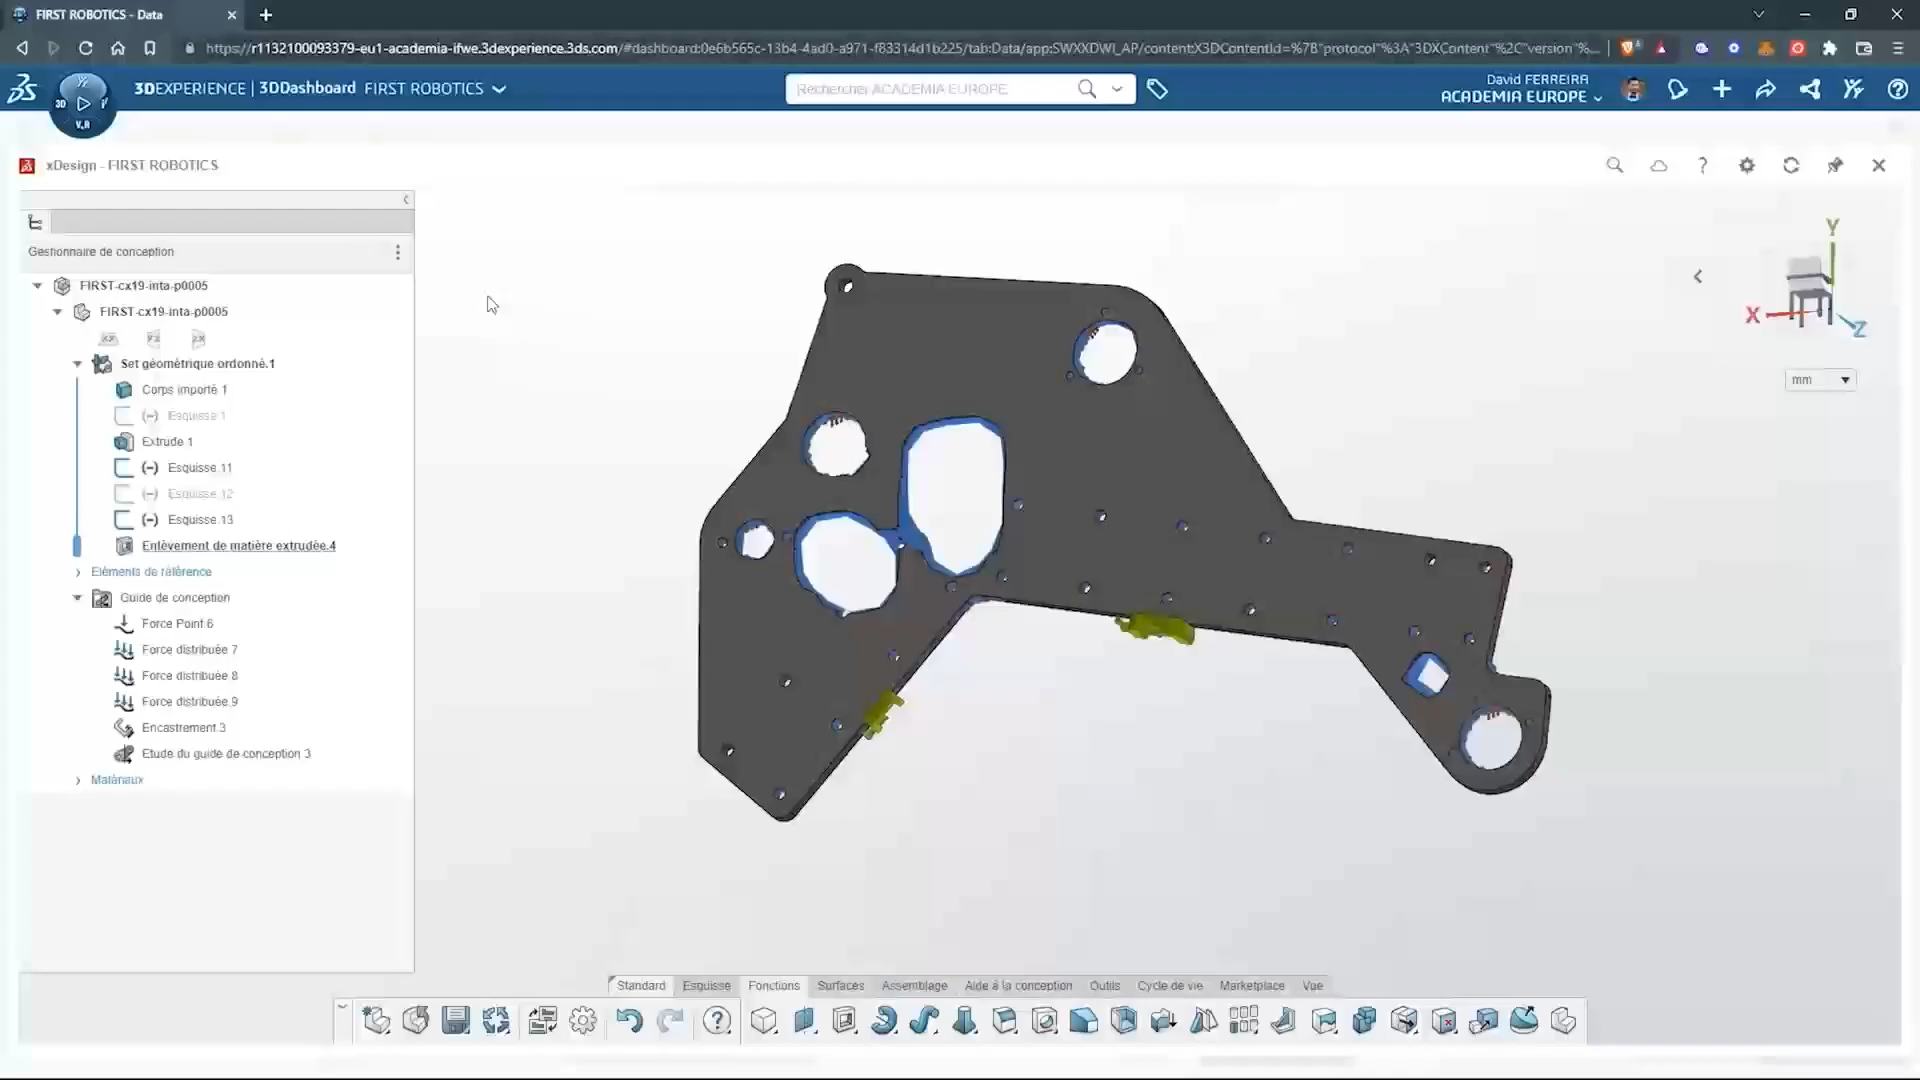 FIRST ROBOTICS - Data
https://r1132100093379-eu1-academia-ifwe.3dexperience.3ds.com/#dashboard:0e6b565c-13b4-4ad0-a971-f83314d1b225/tab:Data/app:SWXXDWI_AP/content:X3DContentId=%7B"protocol"%3A"3DXContent"%2C"version"%...
3DEXPERIENCE | 3DDashboard FIRST ROBOTICS
Rechercher ACADEMIA EUROPE
David FERREIRA
ACADEMIA EUROPE
3D
V.R
xDesign - FIRST ROBOTICS
Gestionnaire de conception
FIRST-cx19-inta-p0005
FIRST-cx19-inta-p0005
Set géométrique ordonné.1
Corps importé 1
(-) Esquisse 1
Extrude 1
(-) Esquisse.11
(-) Esquisse.12
(-) Esquisse.13
Enlèvement de matière extrudée.4
Eléments de référence
Guide de conception
Force Point 6
Force distribuée 7
Force distribuée 8
Force distribuée.9
Encastrement.3
Etude du guide de conception 3
Matériaux
Y
X
Z
mm
Standard
Esquisse
Fonctions
Surfaces
Assemblage
Aide à la conception
Outils
Cycle de vie
Marketplace
Vue